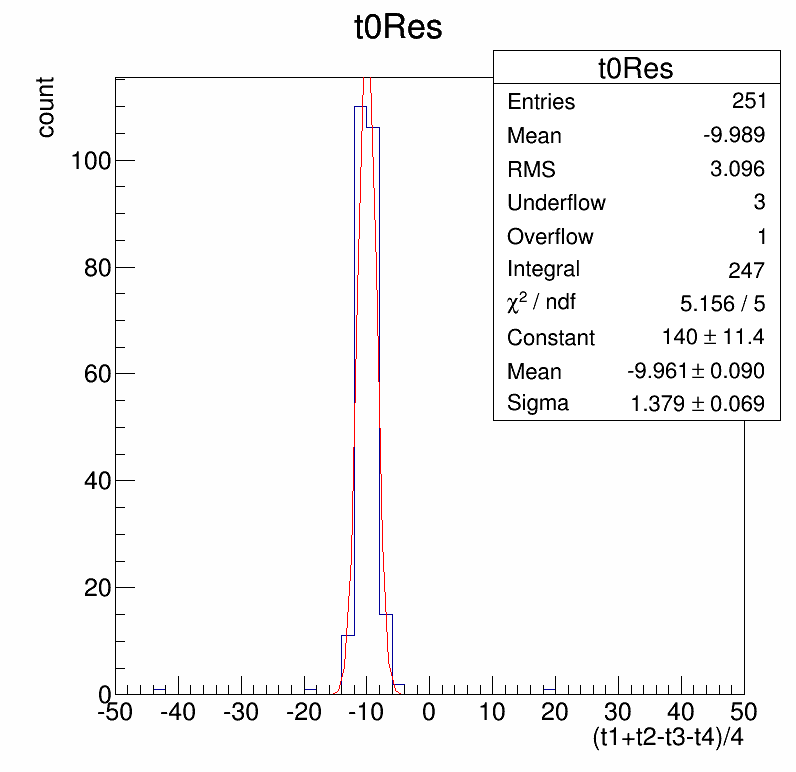 t0Res
count
t0Res
Entries 251
Mean -9.989
RMS 3.096
Underflow 3
Overflow 1
Integral 247
χ² / ndf 5.156 / 5
Constant 140 ± 11.4
Mean -9.961 ± 0.090
Sigma 1.379 ± 0.069
100
80
60
40
20
0
-50 -40 -30 -20 -10 0 10 20 30 40 50
(t1+t2-t3-t4)/4